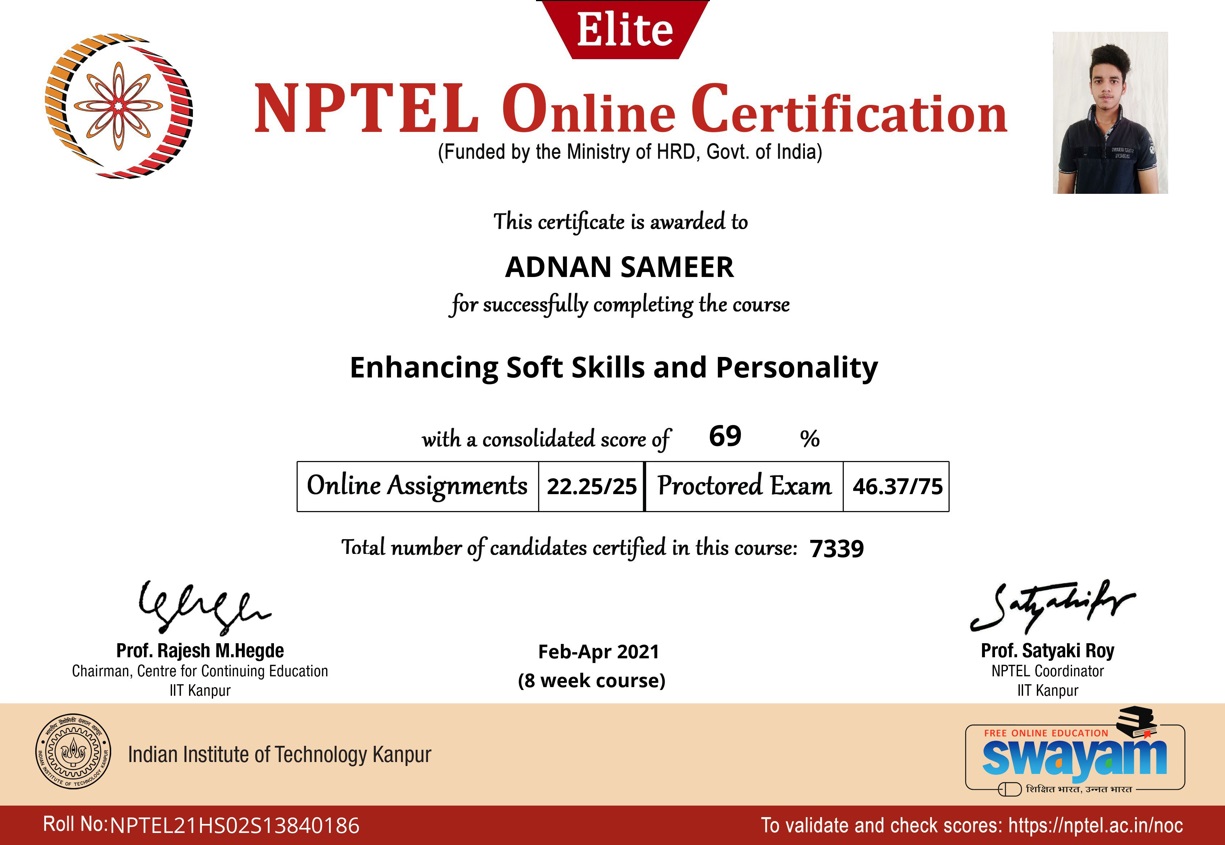 Elite
NPTEL Online Certification
(Funded by the Ministry of HRD, Govt. of India)
This certificate is awarded to
ADNAN SAMEER
for successfully completing the course
Enhancing Soft Skills and Personality
with a consolidated score of 69 %
Online Assignments 22.25/25 Proctored Exam 46.37/75
Total number of candidates certified in this course: 7339
Prof. Rajesh M.Hegde
Chairman, Centre for Continuing Education
IIT Kanpur
Feb-Apr 2021
(8 week course)
Prof. Satyaki Roy
NPTEL Coordinator
IIT Kanpur
Indian Institute of Technology Kanpur
FREE ONLINE EDUCATION
swayam
शिक्षित भारत, उन्नत भारत
Roll No:NPTEL21HS02S13840186
To validate and check scores: https://nptel.ac.in/noc